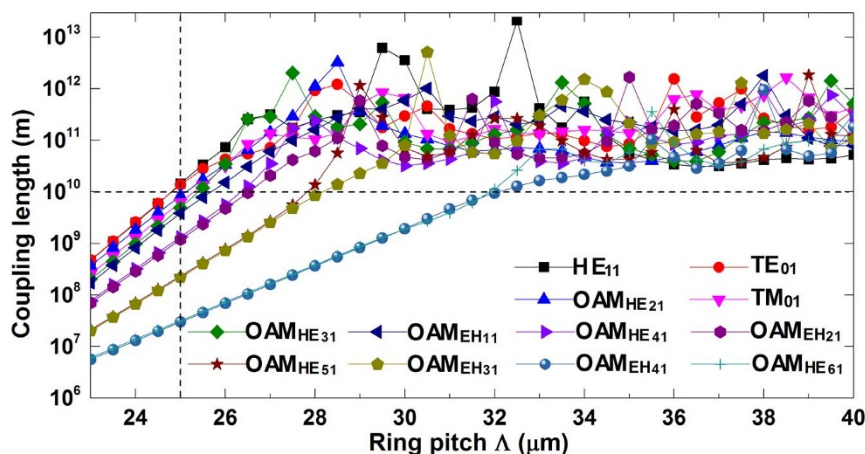 10¹³
10¹²
10¹¹
10¹⁰
10⁹
10⁸
10⁷
10⁶
Coupling length (m)
HE₁₁ TE₀₁
OAM_HE₂₁ TM₀₁
OAM_HE₃₁ OAM_EH₁₁ OAM_HE₄₁ OAM_EH₂₁
OAM_HE₅₁ OAM_EH₃₁ OAM_EH₄₁ OAM_HE₆₁
24 26 28 30 32 34 36 38 40
Ring pitch Λ (μm)